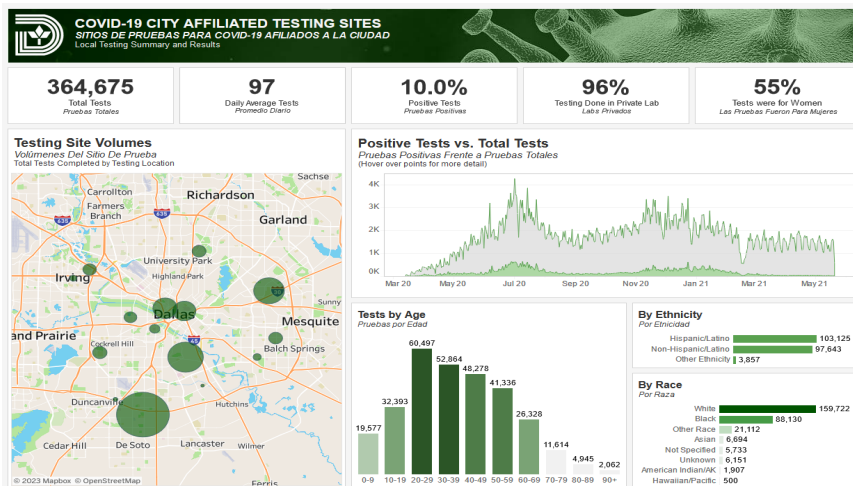 COVID-19 CITY AFFILIATED TESTING SITES
SITIOS DE PRUEBAS PARA COVID-19 AFILIADOS A LA CIUDAD
Local Testing Summary and Results
364,675
Total Tests
Pruebas Totales
97
Daily Average Tests
Promedio Diario
10.0%
Positive Tests
Pruebas Positivas
96%
Testing Done in Private Lab
Labs Privados
55%
Tests were for Women
Las Pruebas Fueron Para Mujeres
Testing Site Volumes
Volúmenes Del Sitio De Prueba
Total Tests Completed by Testing Location
Sachse
Carrollton
Richardson
Farmers
Branch
635
635
Garland
University Park
Highland Park
Irving
Sunny
Dallas
Mesquite
and Prairie
Cockrell Hill
45
Balch Springs
Duncanville
Hutchins
Cedar Hill
De Soto
Lancaster
Wilmer
Ferris
© 2023 Mapbox © OpenStreetMap
Positive Tests vs. Total Tests
Pruebas Positivas Frente a Pruebas Totales
(Hover over points for more detail)
4K
3K
2K
1K
0K
Mar 20 May 20 Jul 20 Sep 20 Nov 20 Jan 21 Mar 21 May 21
Tests by Age
Pruebas por Edad
60,497
52,864
48,278
41,336
32,393
26,328
19,577
11,614
4,945
2,062
0-9 10-19 20-29 30-39 40-49 50-59 60-69 70-79 80-89 90+
By Ethnicity
Por Etnicidad
Hispanic/Latino 103,125
Non-Hispanic/Latino 97,643
Other Ethnicity 3,857
By Race
Por Raza
White 159,722
Black 88,130
Other Race 21,112
Asian 6,694
Not Specified 5,733
Unknown 6,151
American Indian/AK 1,907
Hawaiian/Pacific 500